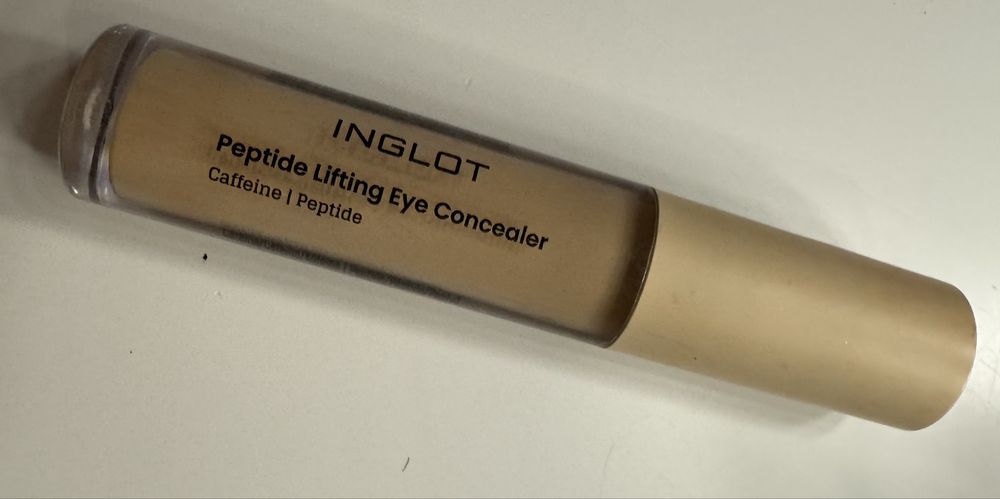 INGLOT
Peptide Lifting Eye Concealer
Caffeine | Peptide